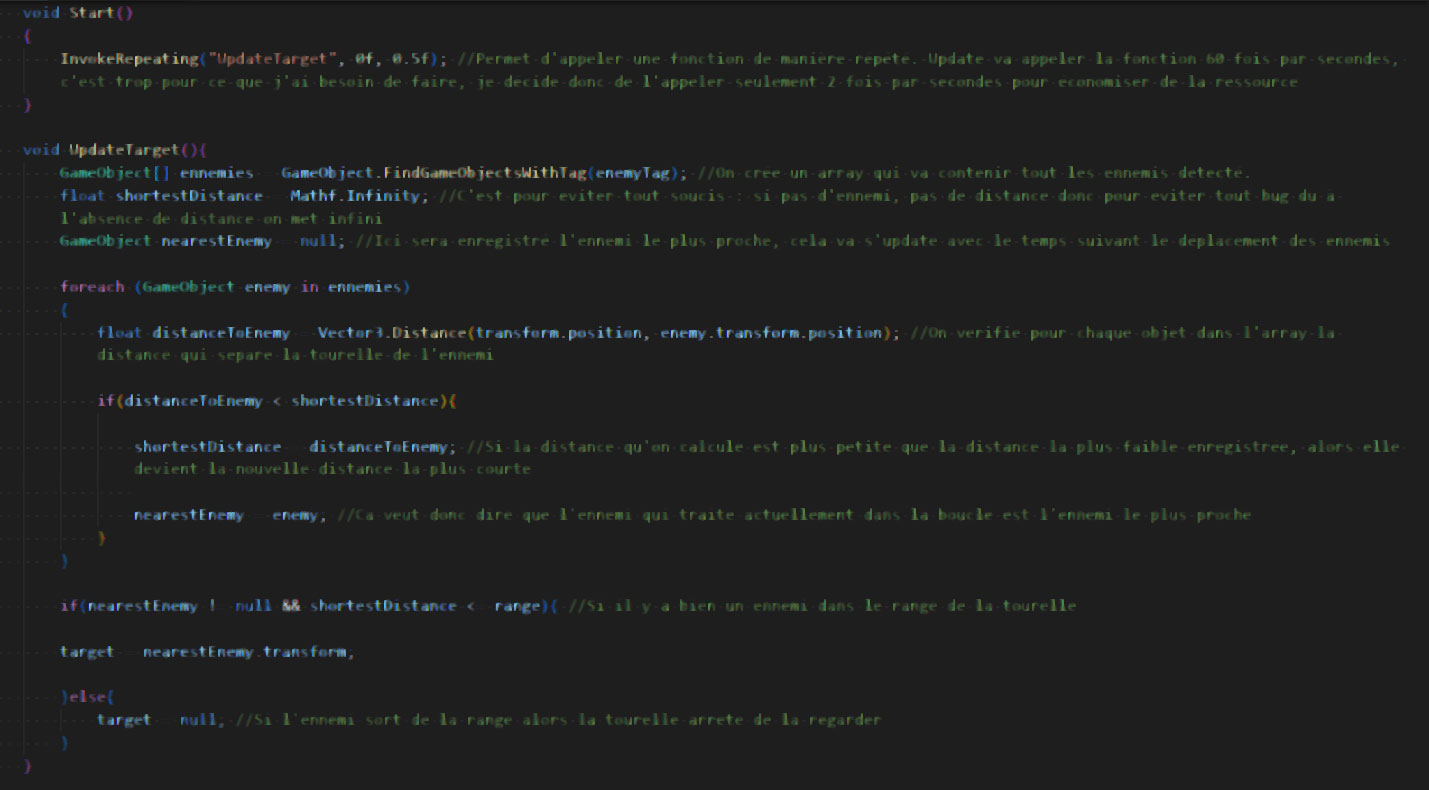 void Start()
{
InvokeRepeating("UpdateTarget", 0f, 0.5f); //Permet d'appeler une fonction de manière répété. Update va appeler la fonction 60 fois par secondes,
c'est trop pour ce que j'ai besoin de faire, je decide donc de l'appeler seulement 2 fois par secondes pour economiser de la ressource
}
void UpdateTarget(){
GameObject[] ennemies GameObject.FindGameObjectsWithTag(enemyTag); //On cree un array qui va contenir tout les ennemis detecté.
float shortestDistance Mathf.Infinity; //C'est pour eviter tout soucis : si pas d'ennemi, pas de distance donc pour eviter tout bug du a
l'absence de distance on met infini
GameObject nearestEnemy null; //Ici sera enregistre l'ennemi le plus proche, cela va s'update avec le temps suivant le deplacement des ennemis
foreach (GameObject enemy in ennemies)
{
float distanceToEnemy Vector3.Distance(transform.position, enemy.transform.position); //On verifie pour chaque objet dans l'array la
distance qui separe la tourelle de l'ennemi
if(distanceToEnemy < shortestDistance){
shortestDistance distanceToEnemy; //Si la distance qu'on calcule est plus petite que la distance la plus faible enregistree, alors elle
devient la nouvelle distance la plus courte
nearestEnemy enemy; //Ca veut donc dire que l'ennemi qui traite actuellement dans la boucle est l'ennemi le plus proche
}
}
if(nearestEnemy ! null && shortestDistance < range){ //Si il y a bien un ennemi dans le range de la tourelle
target nearestEnemy.transform;
}else{
target null; //Si l'ennemi sort de la range alors la tourelle arrete de la regarder
}
}